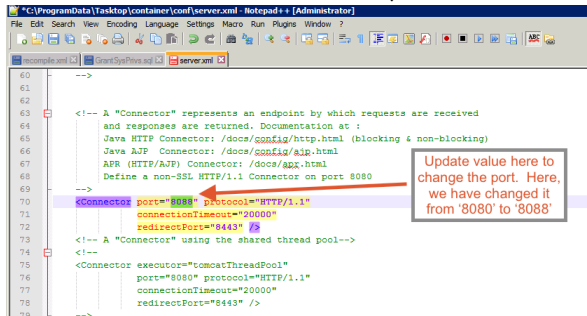 *C:\ProgramData\Tasktop\container\conf\server.xml - Notepad++ [Administrator]
File Edit Search View Encoding Language Settings Macro Run Plugins Window ?
recompile.xml GrantSysPrivs.sql server.xml
60 -->
61
62
63 <!-- A "Connector" represents an endpoint by which requests are received
64 and responses are returned. Documentation at :
65 Java HTTP Connector: /docs/config/http.html (blocking & non-blocking)
66 Java AJP Connector: /docs/config/ajp.html
67 APR (HTTP/AJP) Connector: /docs/apr.html
68 Define a non-SSL HTTP/1.1 Connector on port 8080
69 -->
70 <Connector port="8088" protocol="HTTP/1.1"
71 connectionTimeout="20000"
72 redirectPort="8443" />
73 <!-- A "Connector" using the shared thread pool-->
74 <!--
75 <Connector executor="tomcatThreadPool"
76 port="8080" protocol="HTTP/1.1"
77 connectionTimeout="20000"
78 redirectPort="8443" />
79 -->
Update value here to
change the port. Here,
we have changed it
from ‘8080’ to ‘8088’